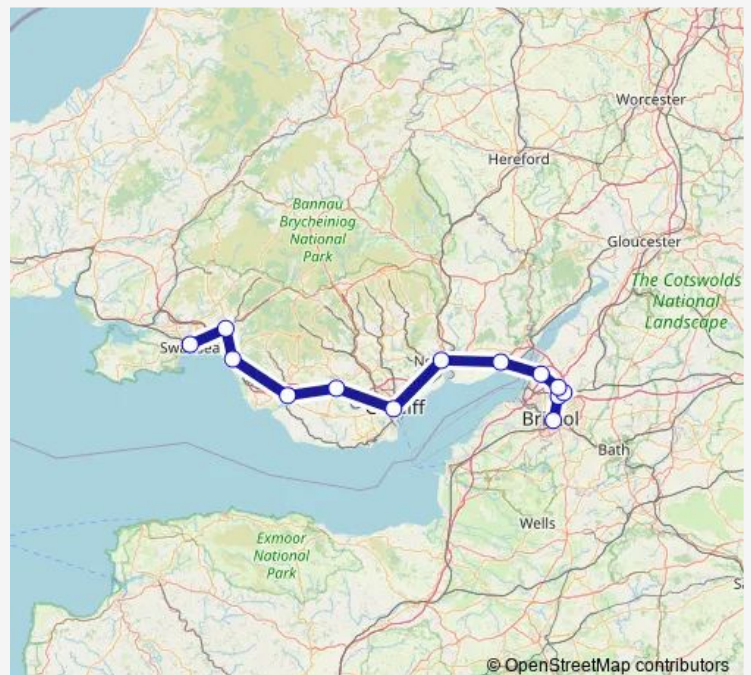 Worcester
Hereford
Bannau
Brycheiniog
National
Park
Gloucester
The Cotswolds
National
Landscape
Bath
Wells
Exmoor
National
Park
© OpenStreetMap contributors